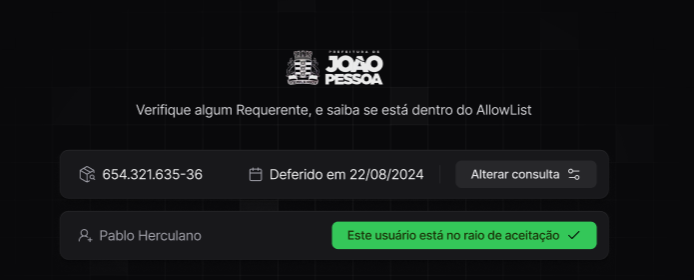 PREFEITURA DE
JOÃO
PESSOA
Verifique algum Requerente, e saiba se está dentro do AllowList
654.321.635-36
Deferido em 22/08/2024
Alterar consulta
Pablo Herculano
Este usuário está no raio de aceitação